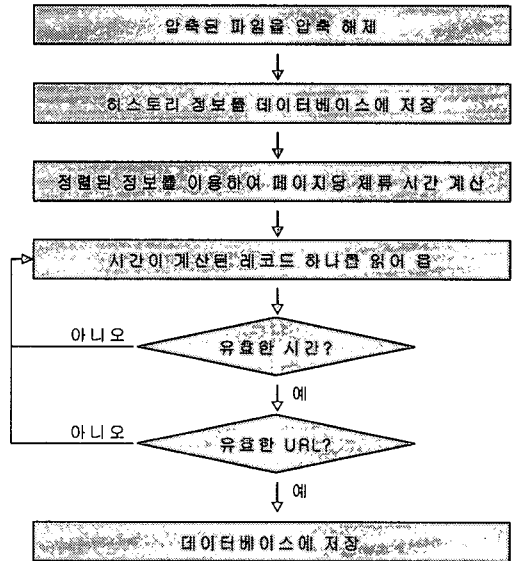 압축된 파일을 압축 해제
히스토리 정보를 데이터베이스에 저장
정렬된 정보를 이용하여 페이지당 체류 시간 계산
시간이 계산된 레코드 하나를 읽어 옴
유효한 시간?
아니오
예
유효한 URL?
아니오
예
데이터베이스에 저장